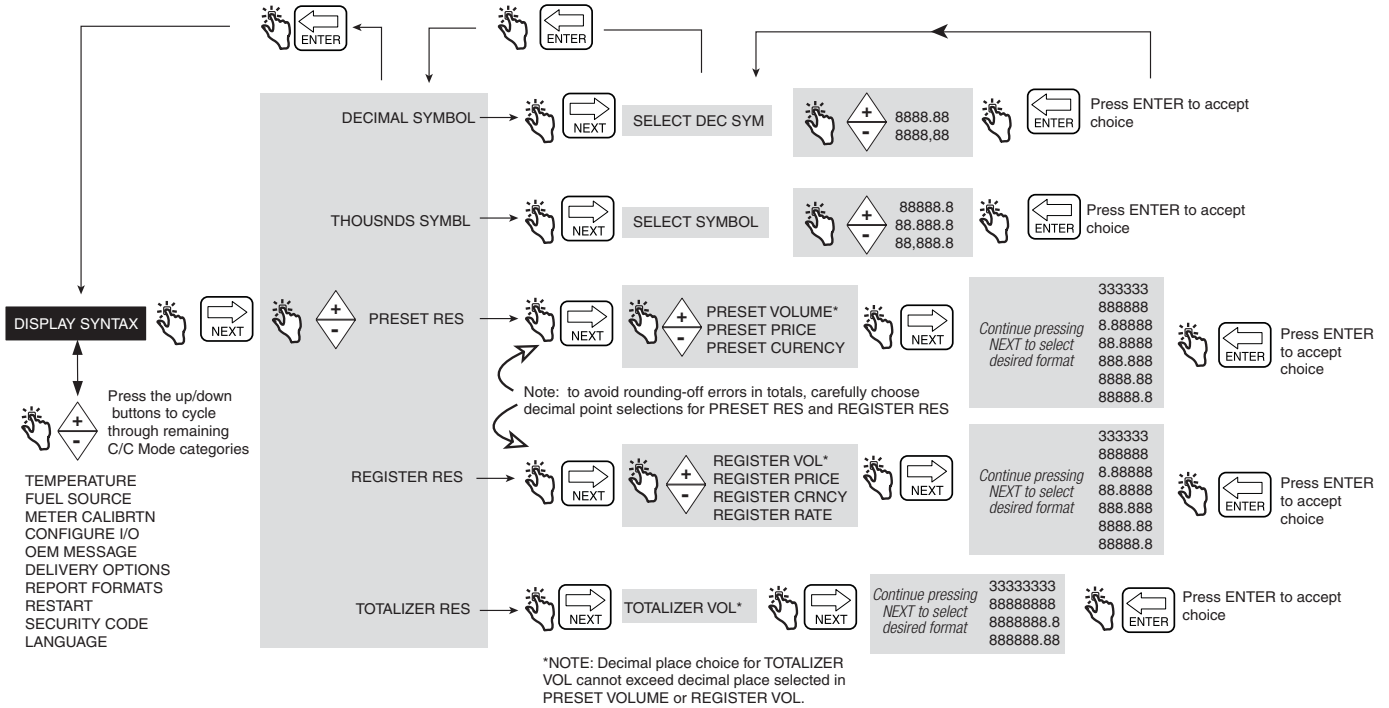 ENTER
ENTER
DECIMAL SYMBOL
NEXT
SELECT DEC SYM
+
-
8888.88
8888,88
ENTER
Press ENTER to accept
choice
THOUSNDS SYMBL
NEXT
SELECT SYMBOL
+
-
88888.8
88.888.8
88,888.8
ENTER
Press ENTER to accept
choice
DISPLAY SYNTAX
NEXT
+
-
PRESET RES
NEXT
+
-
PRESET VOLUME*
PRESET PRICE
PRESET CURENCY
NEXT
Continue pressing
NEXT to select
desired format
333333
888888
8.88888
88.8888
888.888
8888.88
88888.8
ENTER
Press ENTER
to accept
choice
Note: to avoid rounding-off errors in totals, carefully choose
decimal point selections for PRESET RES and REGISTER RES
+
-
Press the up/down
buttons to cycle
through remaining
C/C Mode categories
TEMPERATURE
FUEL SOURCE
METER CALIBRTN
CONFIGURE I/O
OEM MESSAGE
DELIVERY OPTIONS
REPORT FORMATS
RESTART
SECURITY CODE
LANGUAGE
REGISTER RES
NEXT
+
-
REGISTER VOL*
REGISTER PRICE
REGISTER CRNCY
REGISTER RATE
NEXT
Continue pressing
NEXT to select
desired format
333333
888888
8.88888
88.8888
888.888
8888.88
88888.8
ENTER
Press ENTER
to accept
choice
TOTALIZER RES
NEXT
TOTALIZER VOL*
NEXT
Continue pressing
NEXT to select
desired format
33333333
88888888
8888888.8
888888.88
ENTER
Press ENTER to accept
choice
*NOTE: Decimal place choice for TOTALIZER
VOL cannot exceed decimal place selected in
PRESET VOLUME or REGISTER VOL.